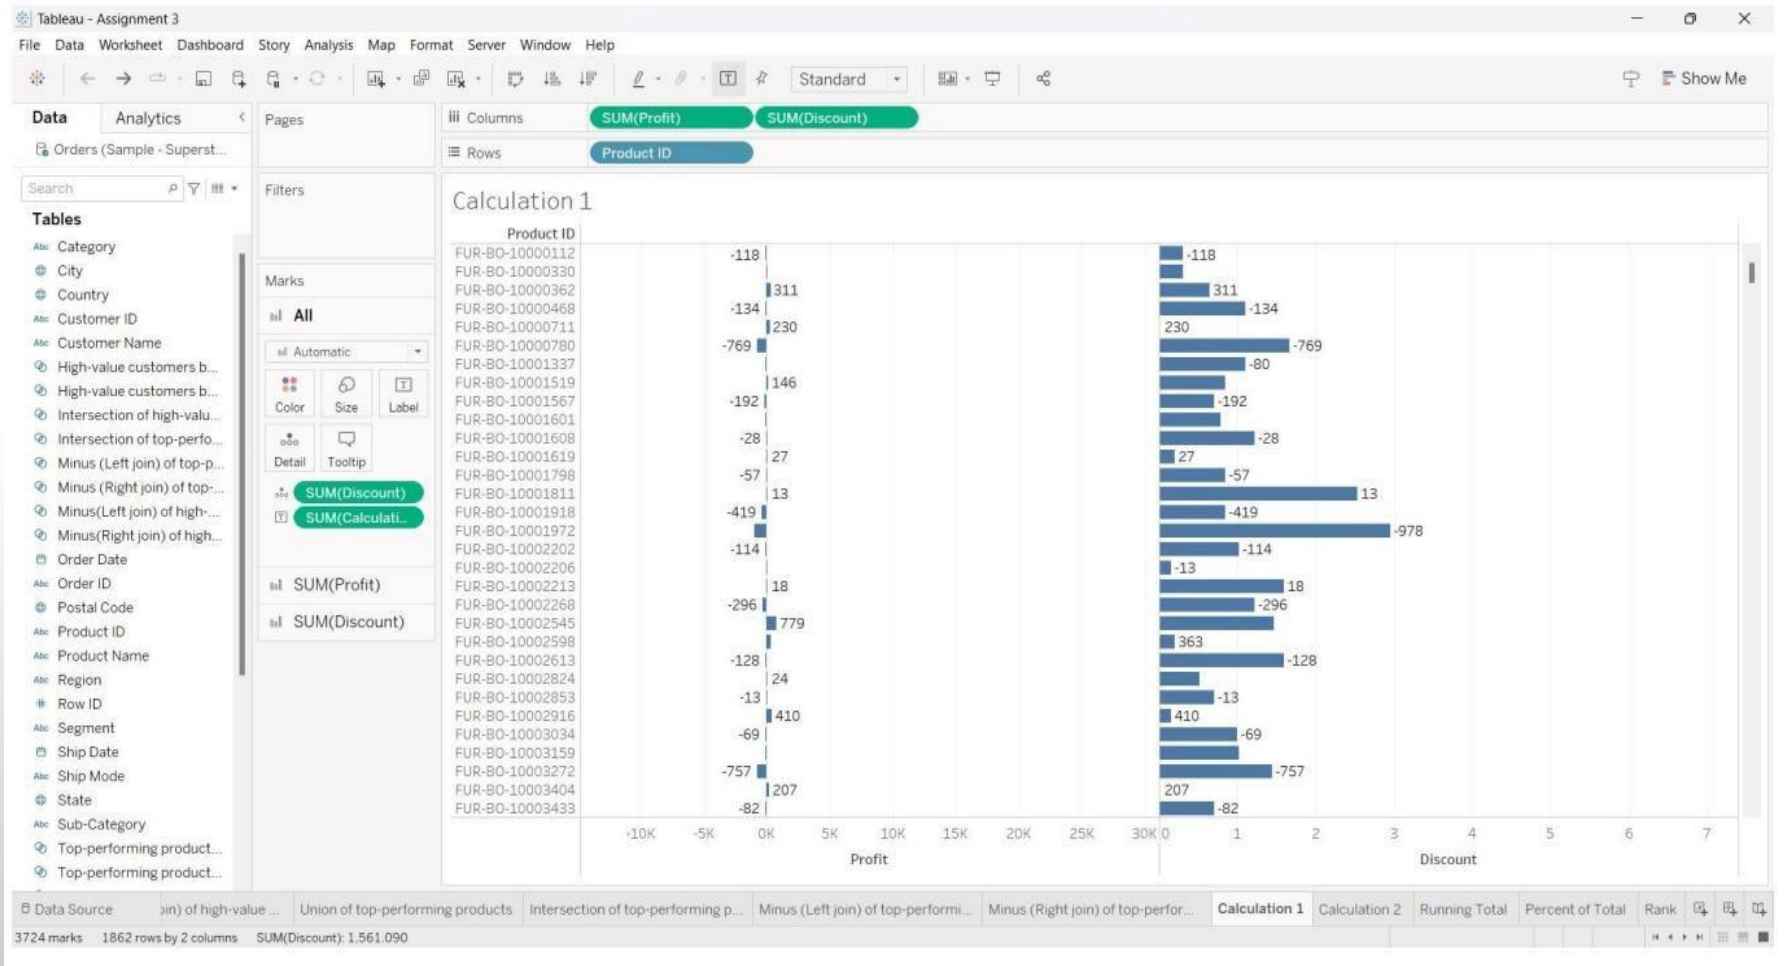 Tableau - Assignment 3
File Data Worksheet Dashboard Story Analysis Map Format Server Window Help
Standard
Show Me
Data Analytics
Orders (Sample - Superst...
Search
Tables
Abc Category
City
Country
Abc Customer ID
Abc Customer Name
High-value customers b...
High-value customers b...
Intersection of high-valu...
Intersection of top-perfo...
Minus (Left join) of top-p...
Minus (Right join) of top-...
Minus(Left join) of high-...
Minus(Right join) of high...
Order Date
Abc Order ID
Postal Code
Abc Product ID
Abc Product Name
Abc Region
# Row ID
Abc Segment
Ship Date
Abc Ship Mode
State
Abc Sub-Category
Top-performing product...
Top-performing product...
Pages
Filters
Marks
All
Automatic
Color Size Label
Detail Tooltip
SUM(Discount)
SUM(Calculati..
SUM(Profit)
SUM(Discount)
Columns SUM(Profit) SUM(Discount)
Rows Product ID
Calculation 1
Product ID
FUR-BO-10000112 -118 -118
FUR-BO-10000330
FUR-BO-10000362 311 311
FUR-BO-10000468 -134 -134
FUR-BO-10000711 230 230
FUR-BO-10000780 -769 -769
FUR-BO-10001337 -80
FUR-BO-10001519 146
FUR-BO-10001567 -192 -192
FUR-BO-10001601
FUR-BO-10001608 -28 -28
FUR-BO-10001619 27 27
FUR-BO-10001798 -57 -57
FUR-BO-10001811 13 13
FUR-BO-10001918 -419 -419
FUR-BO-10001972 -978
FUR-BO-10002202 -114 -114
FUR-BO-10002206 -13
FUR-BO-10002213 18 18
FUR-BO-10002268 -296 -296
FUR-BO-10002545 779
FUR-BO-10002598 363
FUR-BO-10002613 -128 -128
FUR-BO-10002824 24
FUR-BO-10002853 -13 -13
FUR-BO-10002916 410 410
FUR-BO-10003034 -69 -69
FUR-BO-10003159
FUR-BO-10003272 -757 -757
FUR-BO-10003404 207 207
FUR-BO-10003433 -82 -82
-10K -5K 0K 5K 10K 15K 20K 25K 30K 0 1 2 3 4 5 6 7
Profit Discount
Data Source oin) of high-value ... Union of top-performing products Intersection of top-performing p... Minus (Left join) of top-performi... Minus (Right join) of top-perfor... Calculation 1 Calculation 2 Running Total Percent of Total Rank
3724 marks 1862 rows by 2 columns SUM(Discount): 1.561.090